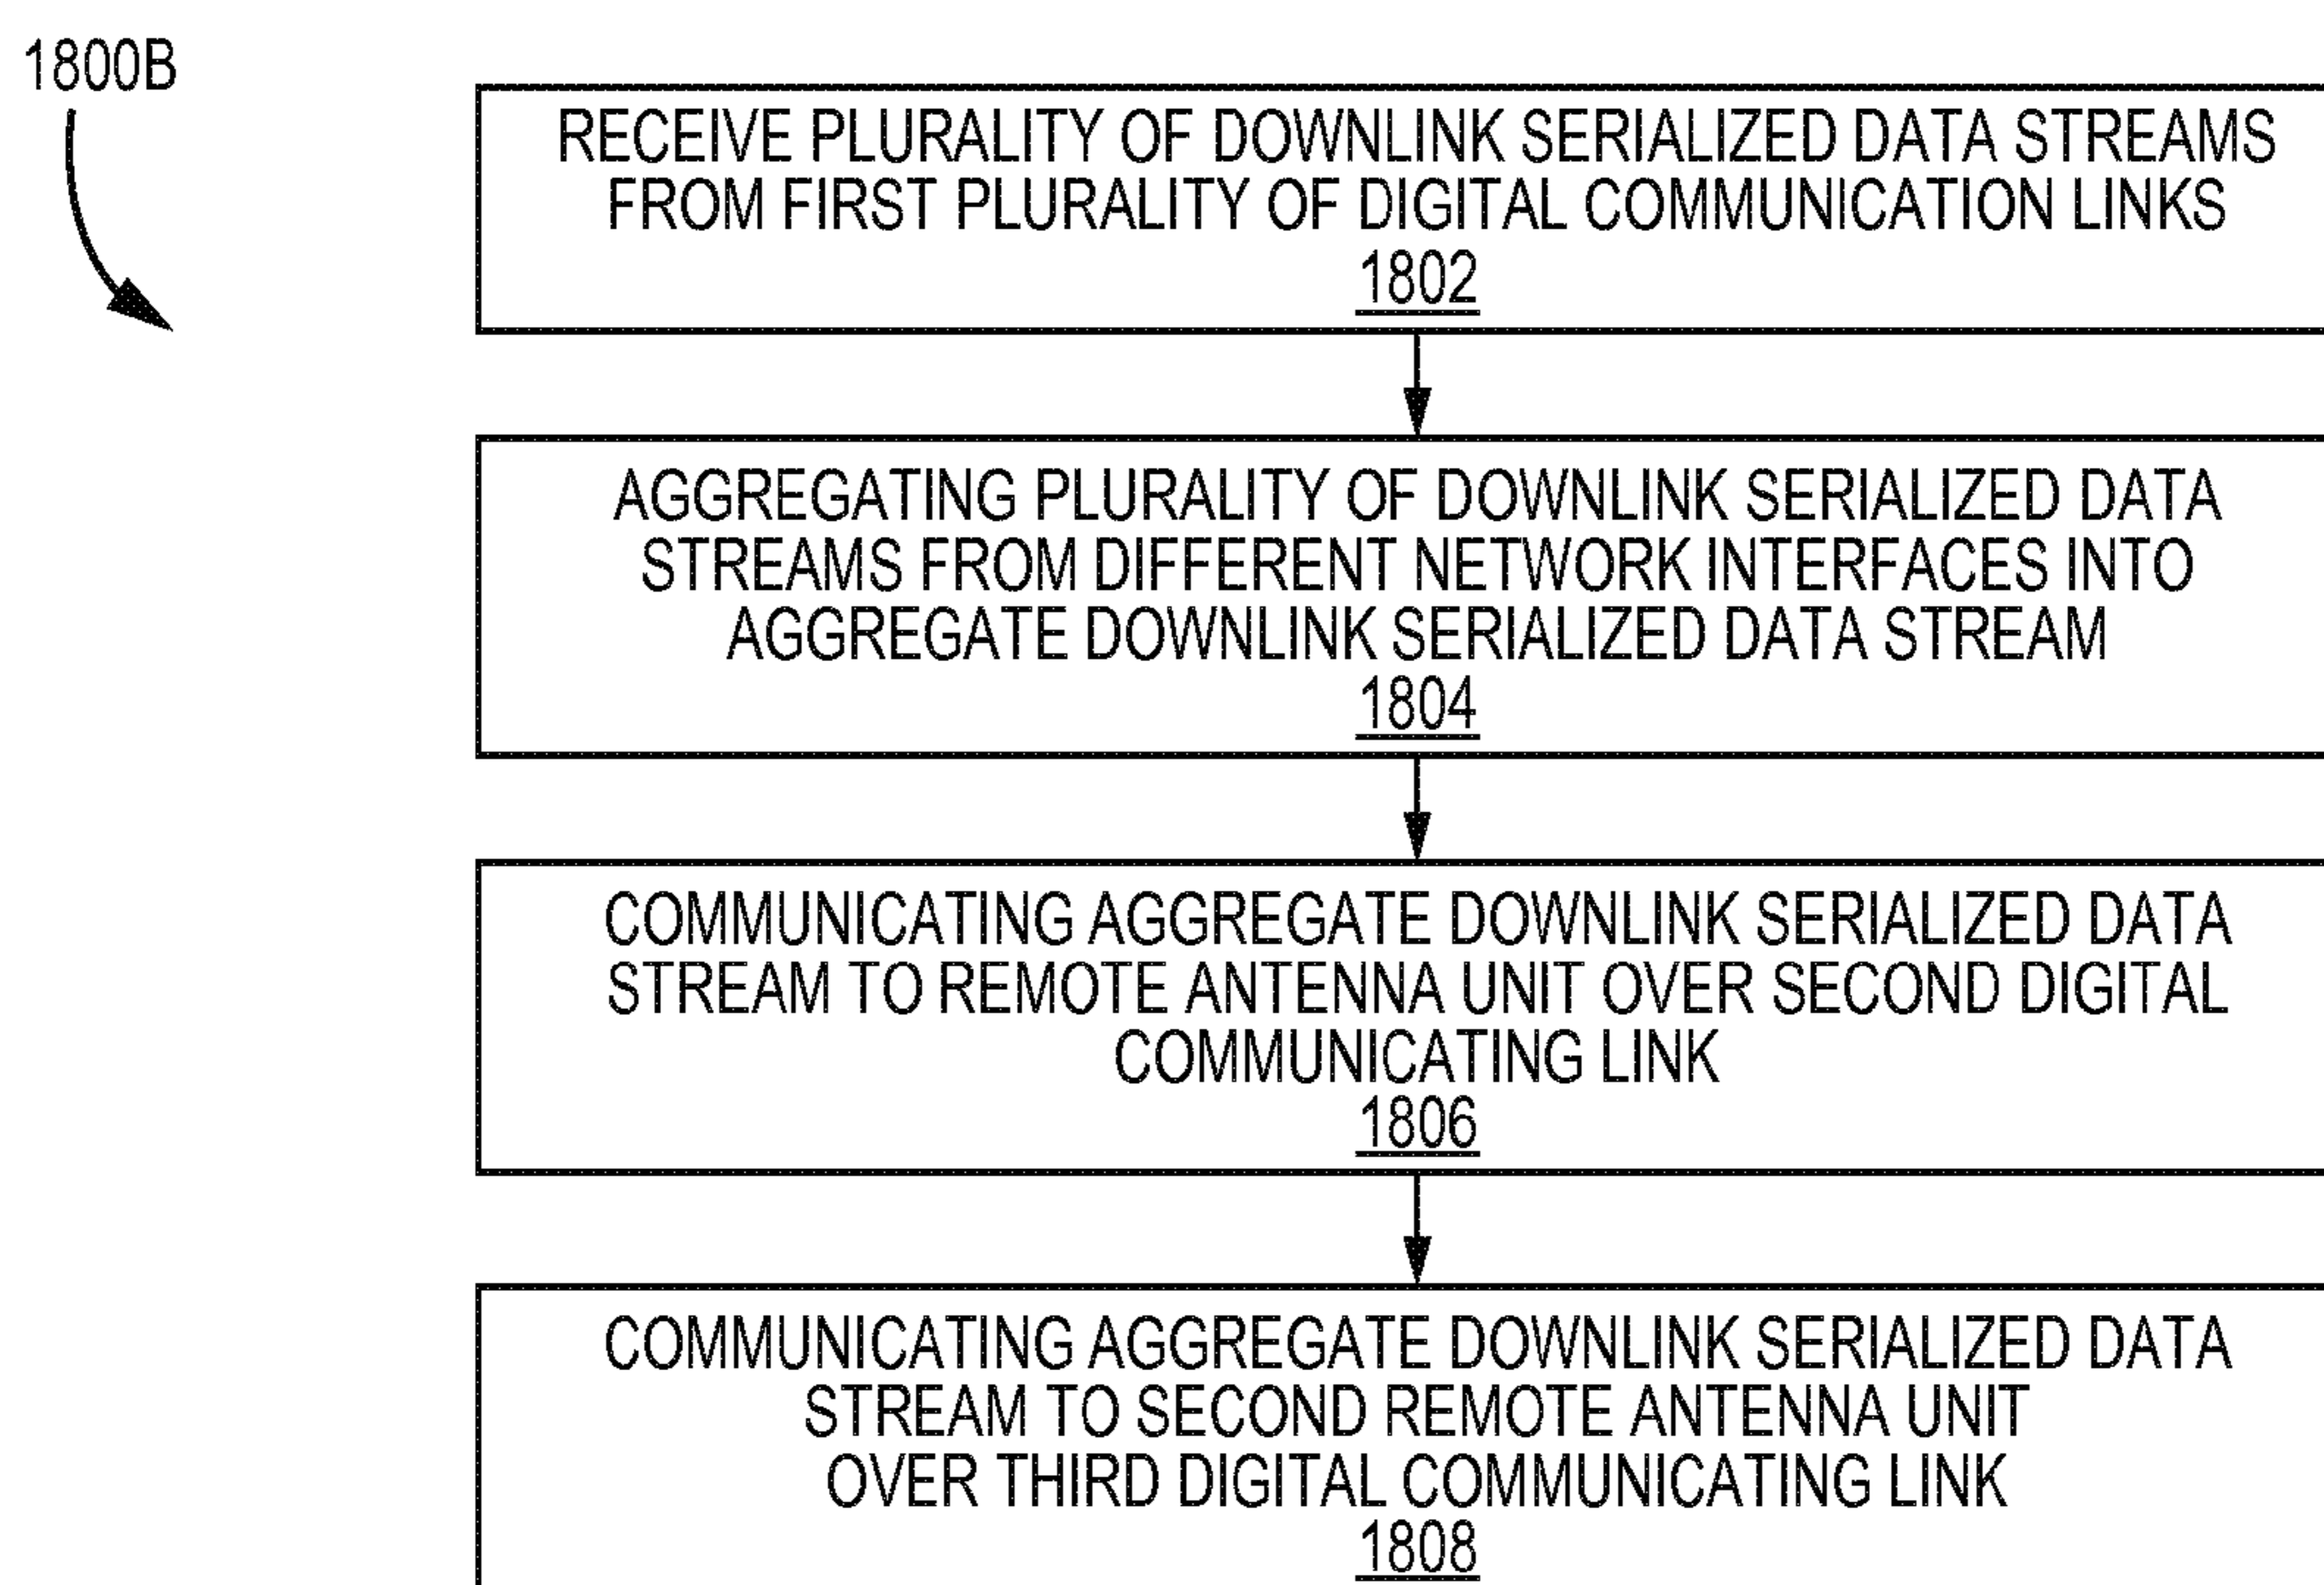 1800B
RECEIVE PLURALITY OF DOWNLINK SERIALIZED DATA STREAMS
FROM FIRST PLURALITY OF DIGITAL COMMUNICATION LINKS
1802
AGGREGATING PLURALITY OF DOWNLINK SERIALIZED DATA
STREAMS FROM DIFFERENT NETWORK INTERFACES INTO
AGGREGATE DOWNLINK SERIALIZED DATA STREAM
1804
COMMUNICATING AGGREGATE DOWNLINK SERIALIZED DATA
STREAM TO REMOTE ANTENNA UNIT OVER SECOND DIGITAL
COMMUNICATING LINK
1806
COMMUNICATING AGGREGATE DOWNLINK SERIALIZED DATA
STREAM TO SECOND REMOTE ANTENNA UNIT
OVER THIRD DIGITAL COMMUNICATING LINK
1808